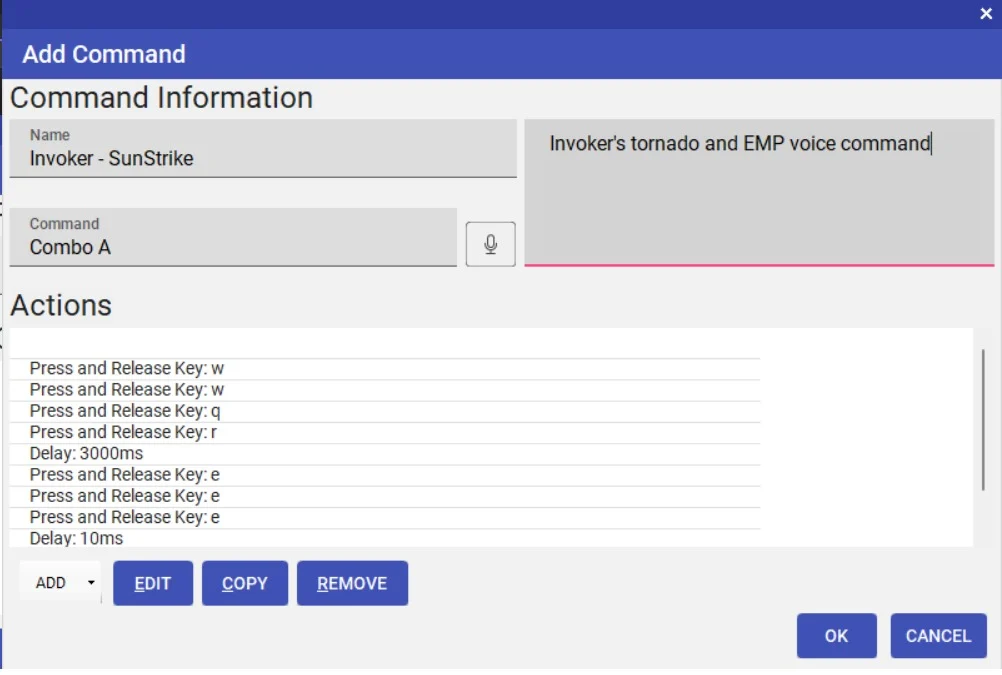 Add Command
Command Information
Name
Invoker - SunStrike
Invoker's tornado and EMP voice command
Command
Combo A
Actions
Press and Release Key: w
Press and Release Key: w
Press and Release Key: q
Press and Release Key: r
Delay: 3000ms
Press and Release Key: e
Press and Release Key: e
Press and Release Key: e
Delay: 10ms
ADD EDIT COPY REMOVE
OK CANCEL